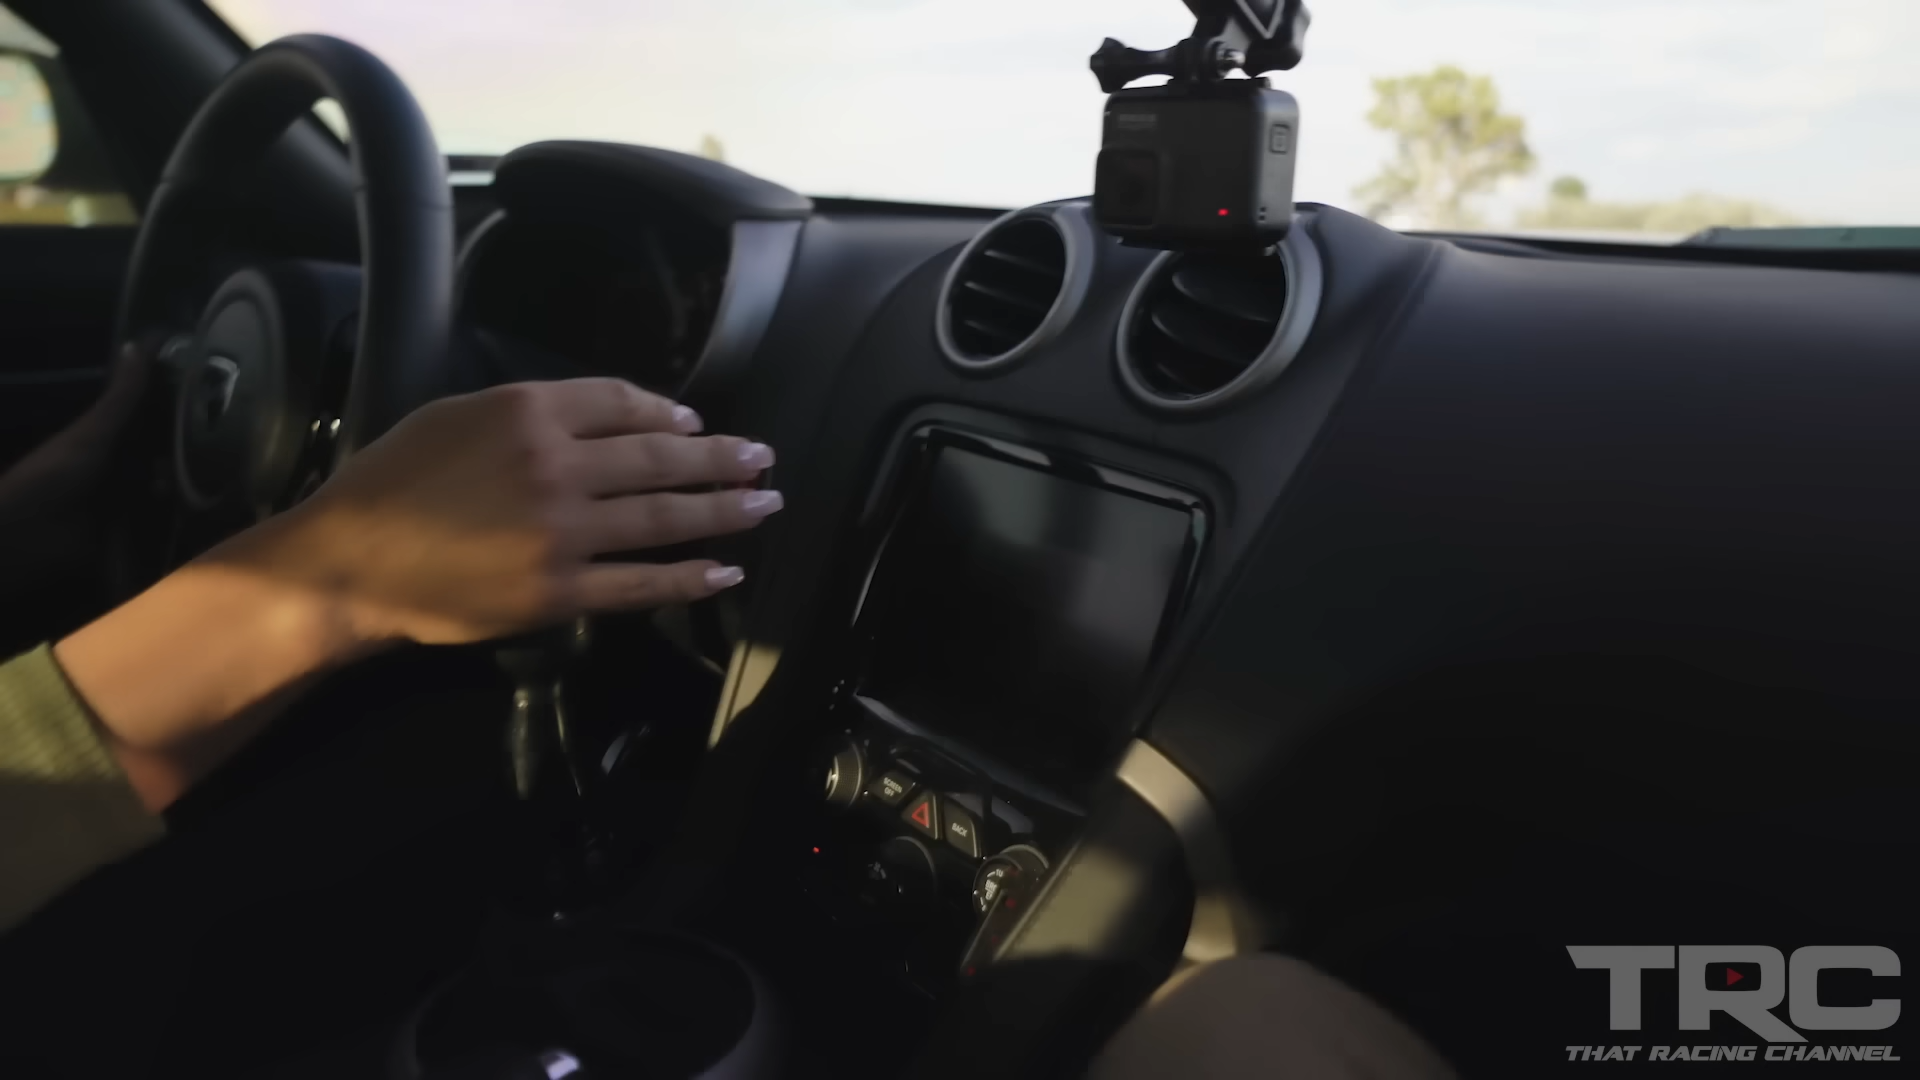 SCREEN
OFF
BACK
TRC
THAT RACING CHANNEL